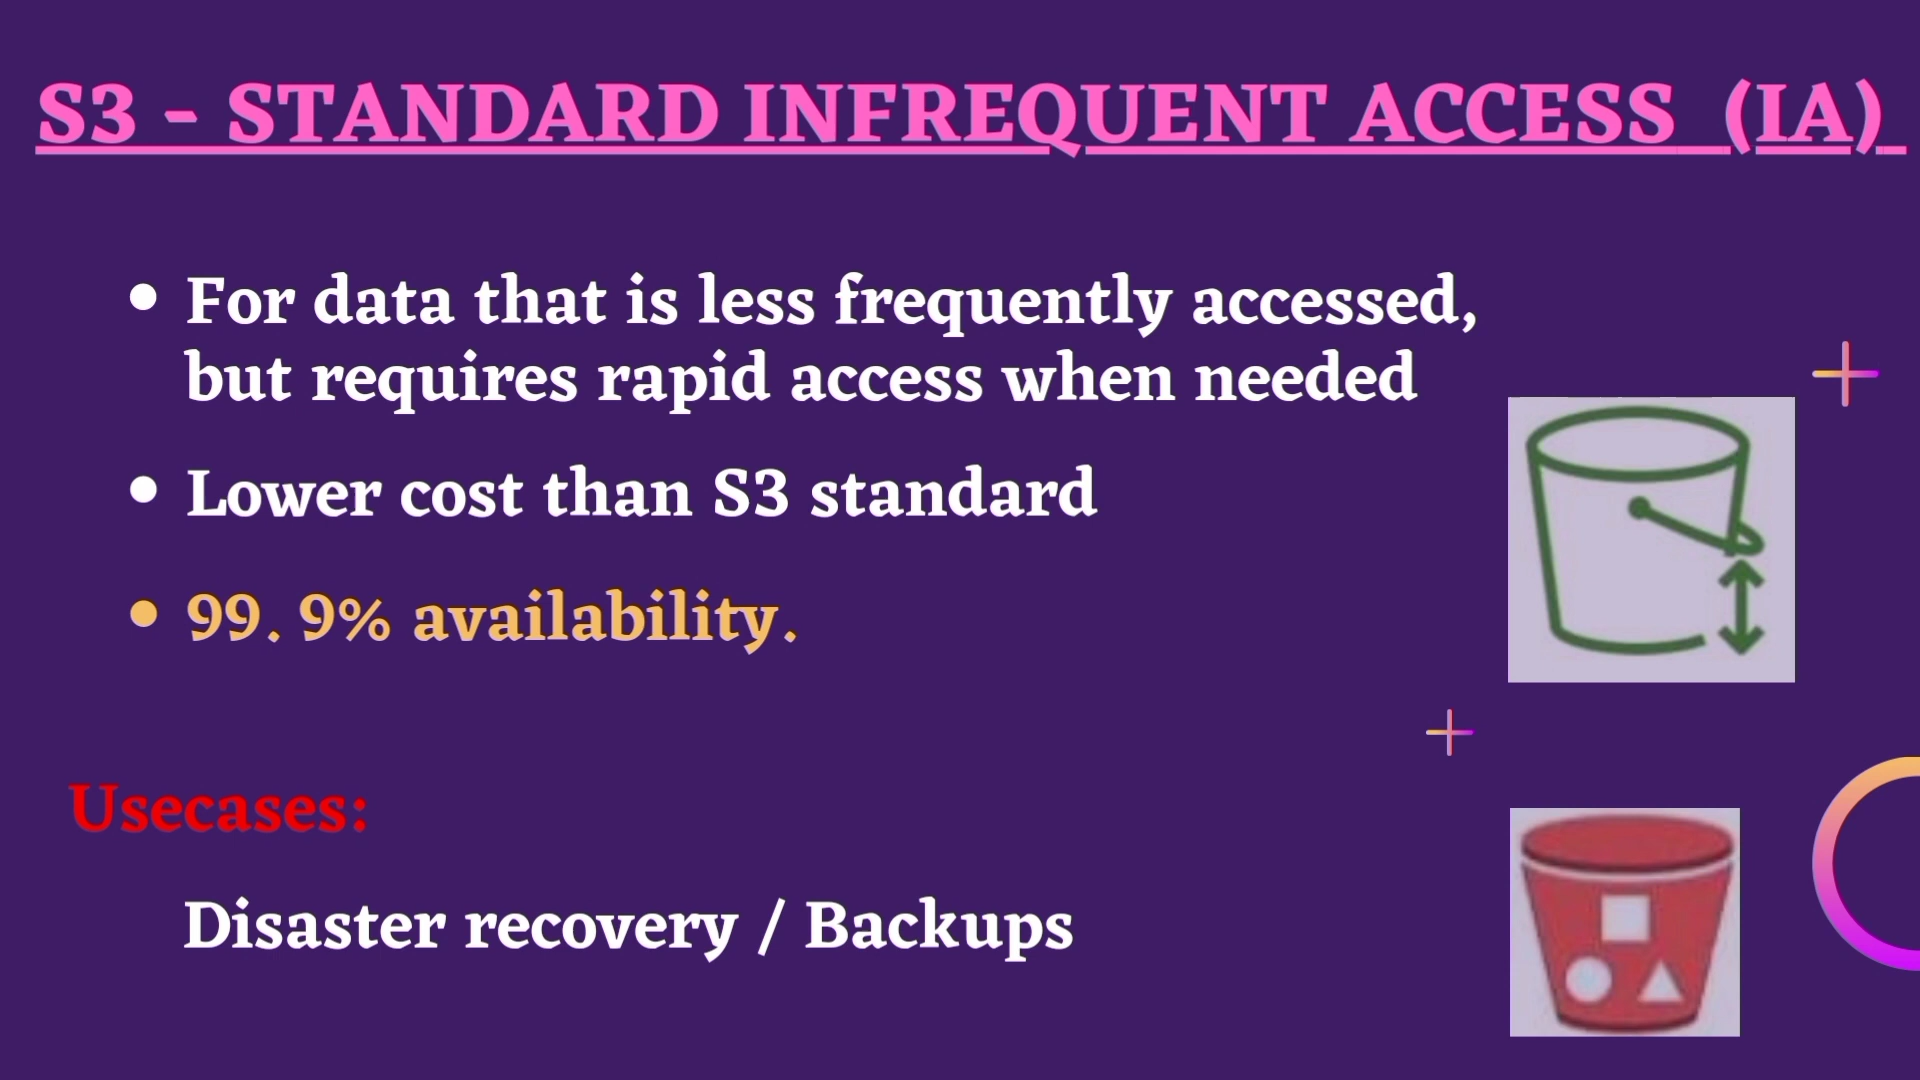 S3 - STANDARD INFREQUENT ACCESS (IA)
• For data that is less frequently accessed,
but requires rapid access when needed
• Lower cost than S3 standard
• 99. 9% availability.
Usecases:
Disaster recovery / Backups